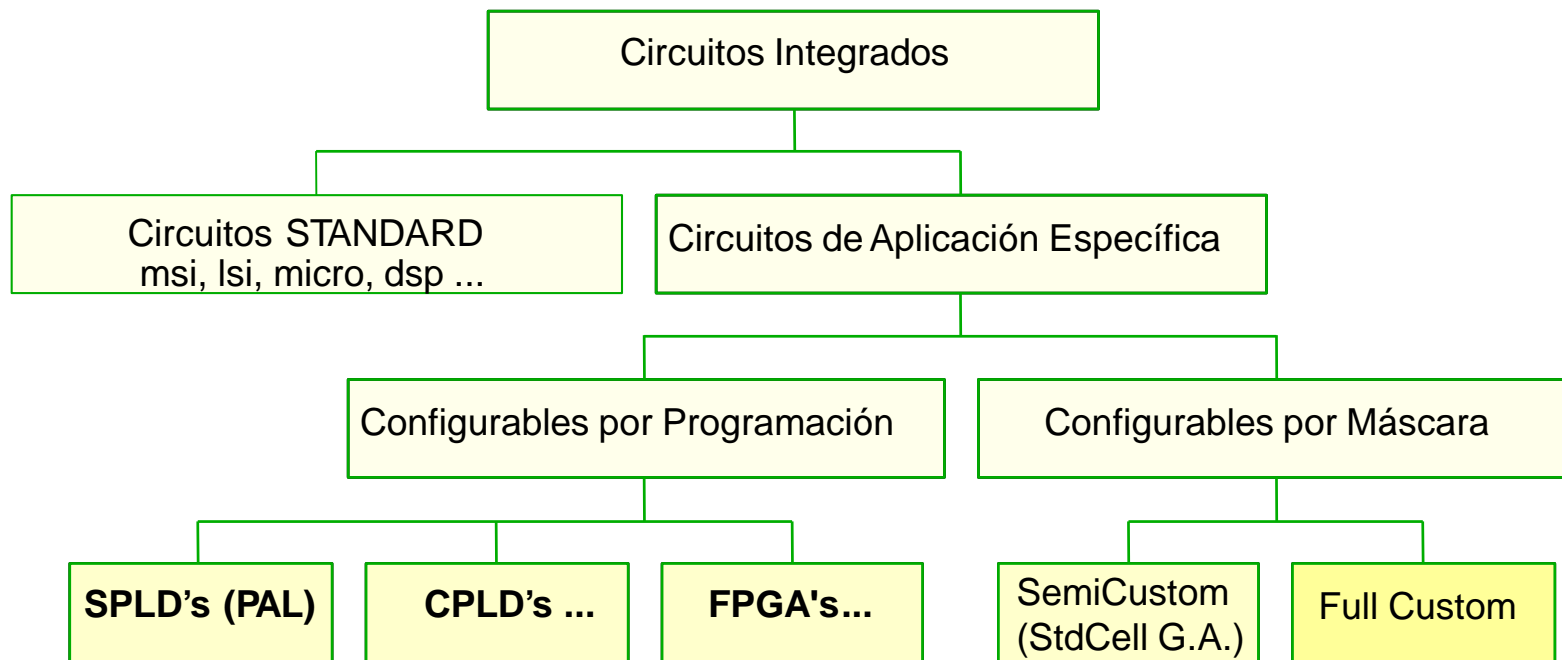 Circuitos Integrados
Circuitos STANDARD
msi, lsi, micro, dsp ...
Circuitos de Aplicación Específica
Configurables por Programación
Configurables por Máscara
SPLD’s (PAL)
CPLD’s ...
FPGA's...
SemiCustom
(StdCell G.A.)
Full Custom